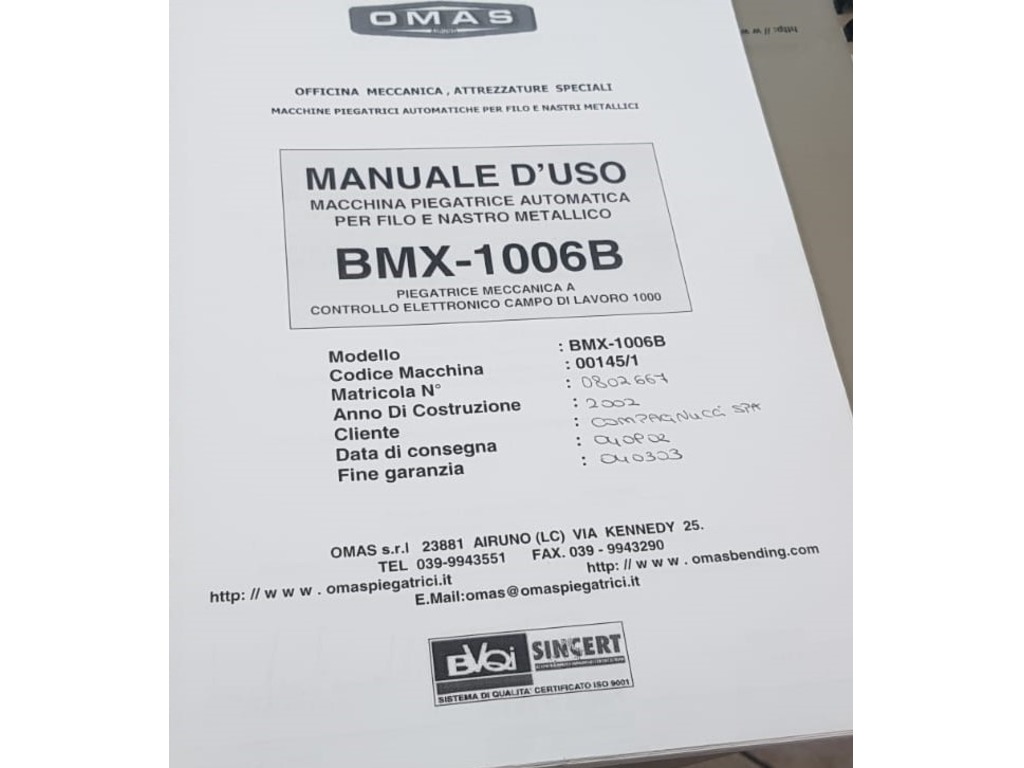 OMAS
AIRUNO
OFFICINA MECCANICA , ATTREZZATURE SPECIALI
MACCHINE PIEGATRICI AUTOMATICHE PER FILO E NASTRI METALLICI
MANUALE D'USO
MACCHINA PIEGATRICE AUTOMATICA
PER FILO E NASTRO METALLICO
BMX-1006B
PIEGATRICE MECCANICA A
CONTROLLO ELETTRONICO CAMPO DI LAVORO 1000
Modello : BMX-1006B
Codice Macchina : 00145/1
Matricola N° : 0802667
Anno Di Costruzione : 2002
Cliente : COMPAGNUCCI SPA
Data di consegna :
Fine garanzia : 040303
OMAS s.r.l 23881 AIRUNO (LC) VIA KENNEDY 25.
TEL 039-9943551 FAX. 039 - 9943290
http: // w w w . omaspiegatrici.it http: // w w w . omasbending.com
E.Mail:omas@omaspiegatrici.it
BVQi SINCERT
SISTEMA DI QUALITA' CERTIFICATO ISO 9001
http: // w w